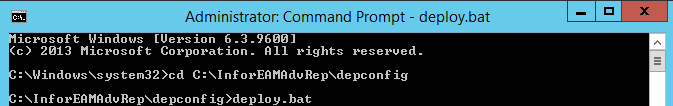 Administrator: Command Prompt - deploy.bat
Microsoft Windows [Version 6.3.9600]
(c) 2013 Microsoft Corporation. All rights reserved.
C:\Windows\system32>cd C:\InforEAMAdvRep\depconfig
C:\InforEAMAdvRep\depconfig>deploy.bat